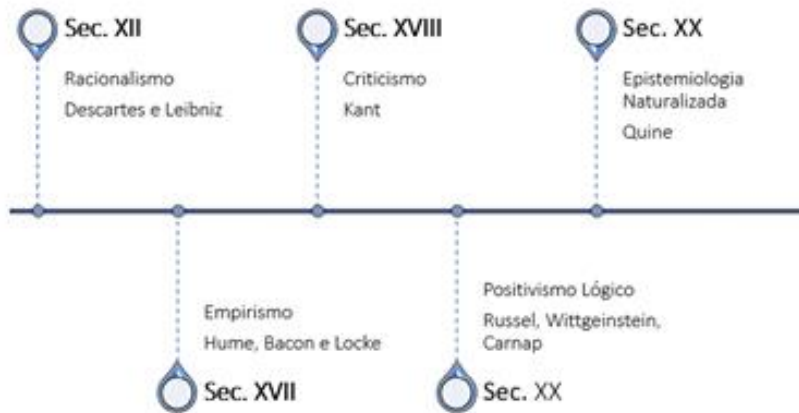 Sec. XII
Racionalismo
Descartes e Leibniz
Sec. XVIII
Criticismo
Kant
Sec. XX
Epistemiologia
Naturalizada
Quine
Empirismo
Hume, Bacon e Locke
Sec. XVII
Positivismo Lógico
Russel, Wittgeinstein,
Carnap
Sec. XX